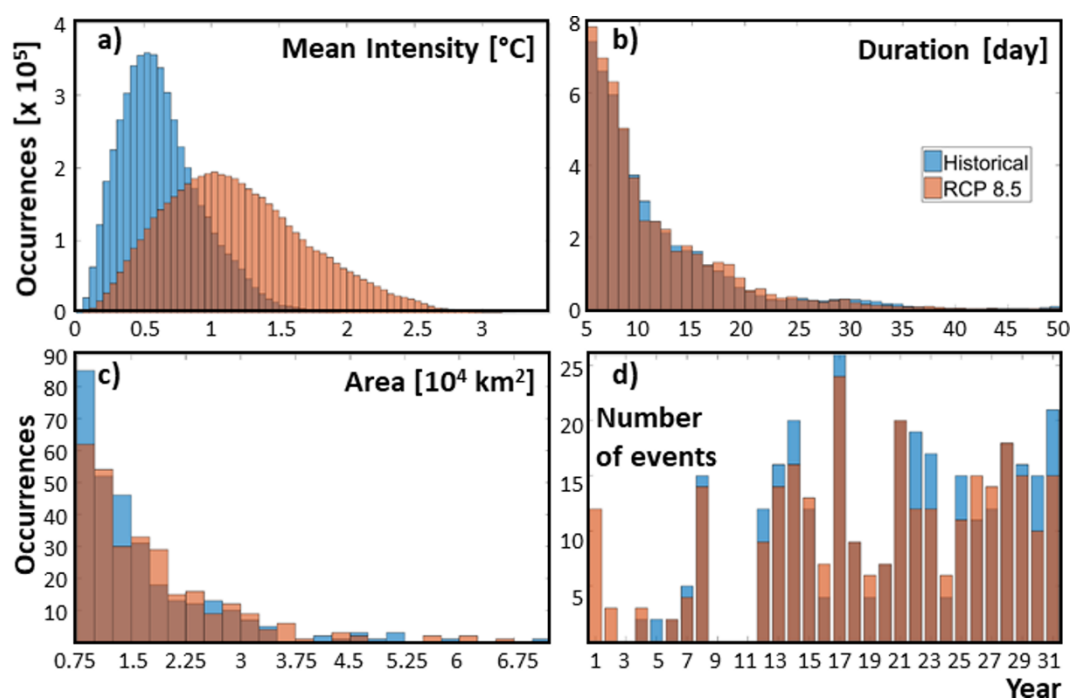 a)
Mean Intensity [°C]
Occurrences [x 10⁵]
4
3
2
1
0
0 0.5 1 1.5 2 2.5 3
b)
Duration [day]
8
6
4
2
0
5 10 15 20 25 30 35 40 45 50
Historical
RCP 8.5
c)
Area [10⁴ km²]
Occurrences
90
80
70
60
50
40
30
20
10
0.75 1.5 2.25 3 3.75 4.5 5.25 6 6.75
d)
Number
of events
25
20
15
10
5
1 3 5 7 9 11 13 15 17 19 21 23 25 27 29 31
Year